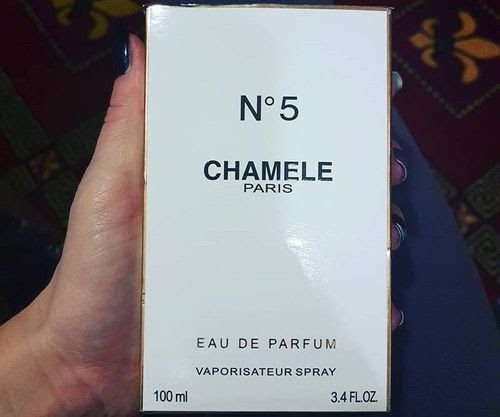 N° 5
CHAMELE
PARIS
EAU DE PARFUM
VAPORISATEUR SPRAY
100 ml 3.4 FL.OZ.